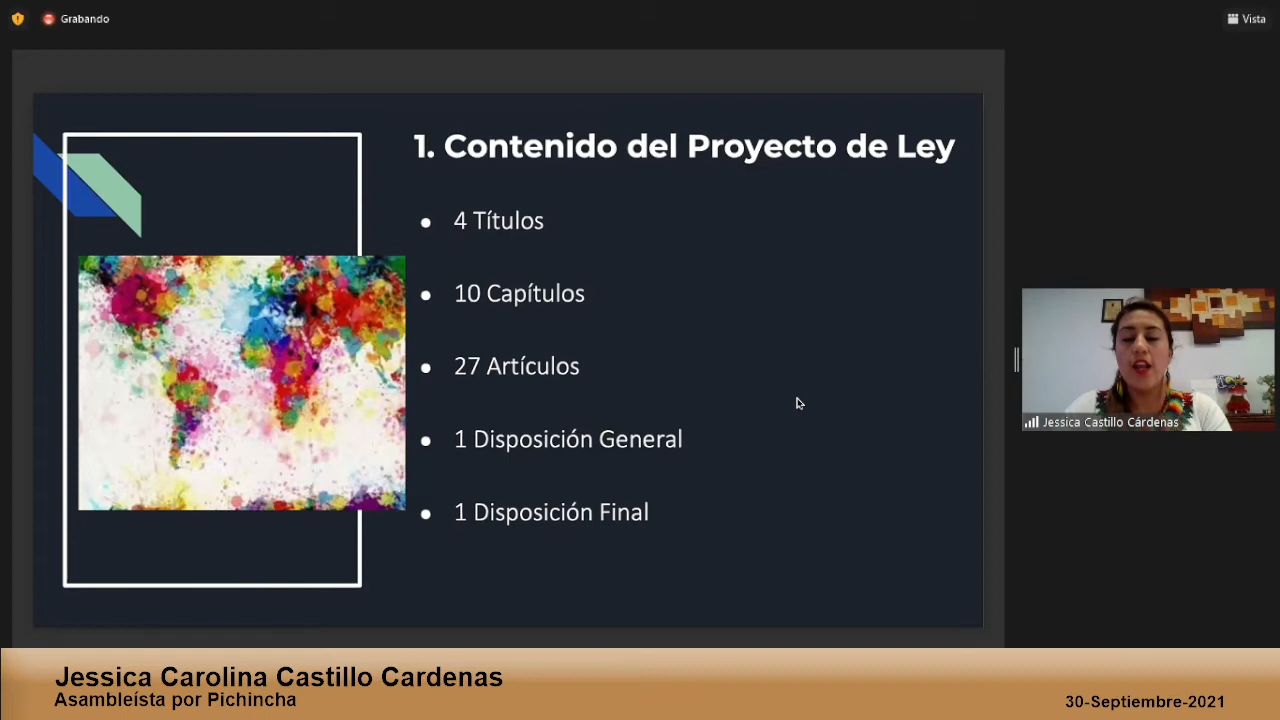 Grabando
Vista
1. Contenido del Proyecto de Ley
● 4 Títulos
● 10 Capítulos
● 27 Artículos
● 1 Disposición General
● 1 Disposición Final
Jessica Castillo Cárdenas
Jessica Carolina Castillo Cardenas
Asambleísta por Pichincha
30-Septiembre-2021